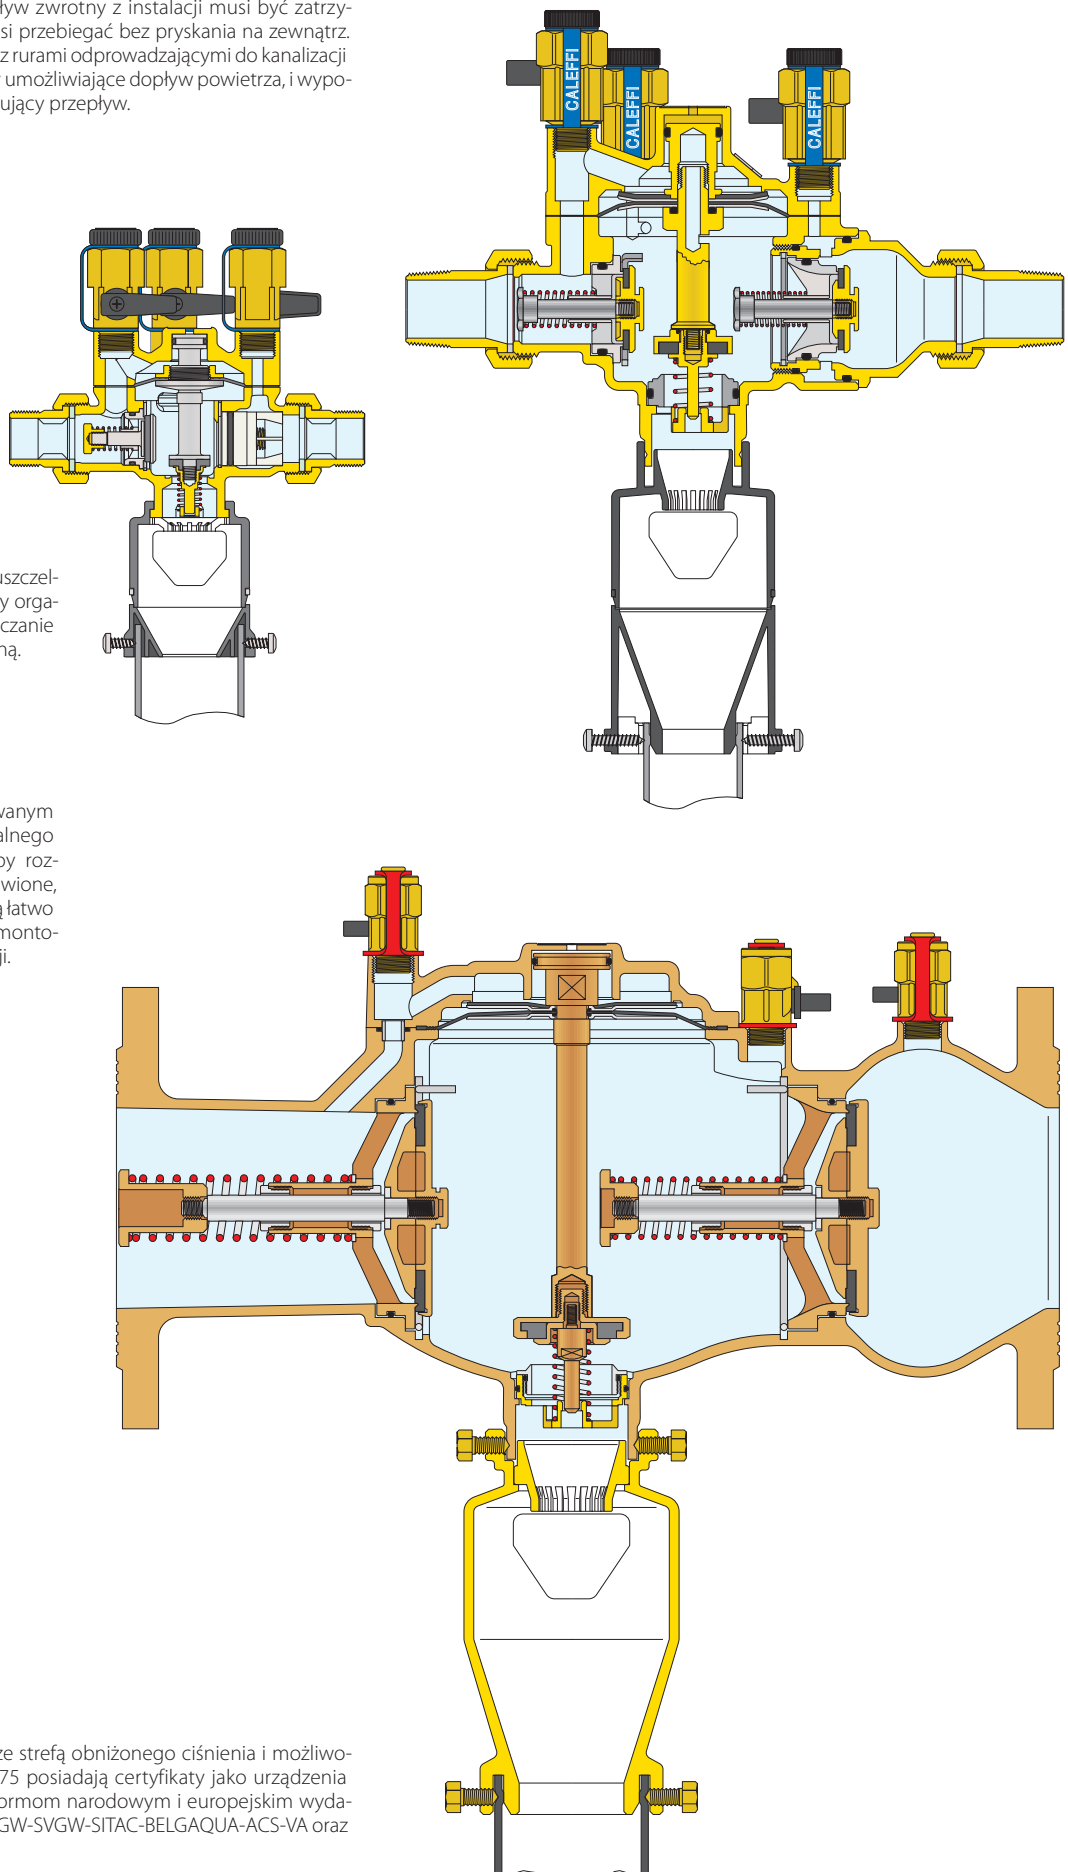 ływ zwrotny z instalacji musi być zatrzy-
si przebiegać bez pryskania na zewnątrz.
z rurami odprowadzającymi do kanalizacji
umożliwiające dopływ powietrza, i wypo-
ujący przepływ.
CALEFFI
CALEFFI
CALEFFI
uszczel-
y orga-
czanie
ną.
wanym
alnego
by roz-
wione,
ą łatwo
monto-
ji.
ze strefą obniżonego ciśnienia i możliwo-
75 posiadają certyfikaty jako urządzenia
ormom narodowym i europejskim wyda-
GW-SVGW-SITAC-BELGAQUA-ACS-VA oraz